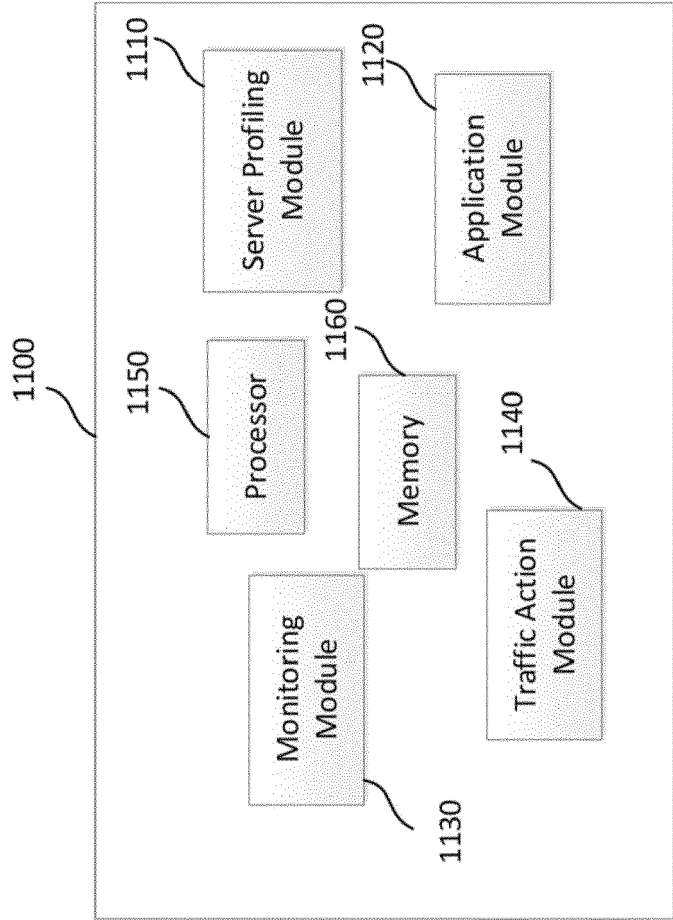 1100
1150
1110
Processor
Server Profiling
Module
Monitoring
Module
1160
1120
1130
Memory
Application
Module
1140
Traffic Action
Module